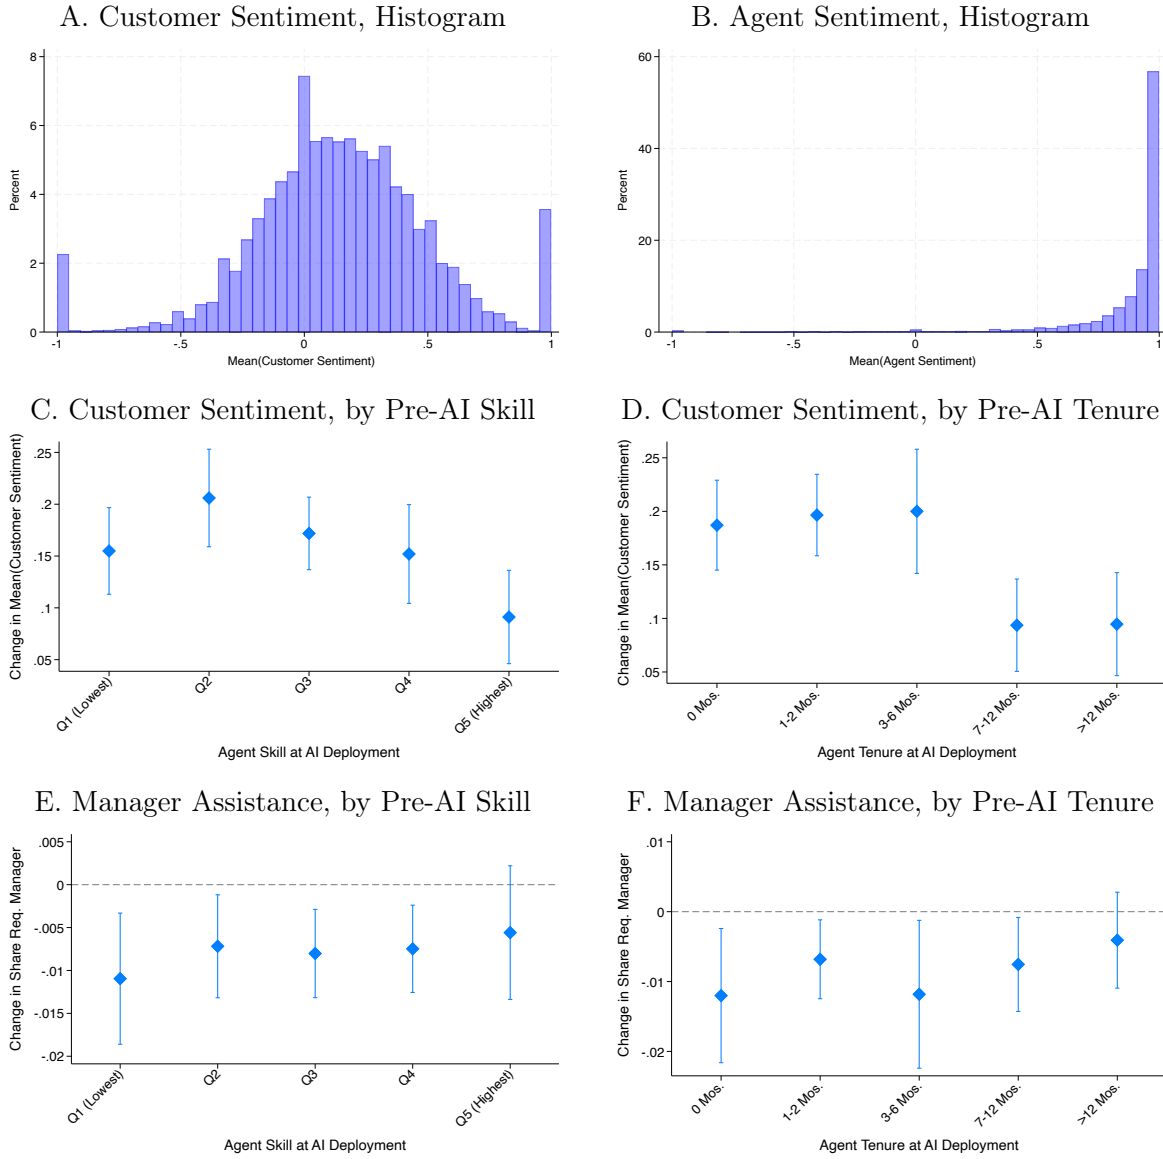 A. Customer Sentiment, Histogram
8
6
4
2
0
Percent
-1
-.5
0
.5
1
Mean(Customer Sentiment)
B. Agent Sentiment, Histogram
60
40
20
0
Percent
-1
-.5
0
.5
1
Mean(Agent Sentiment)
C. Customer Sentiment, by Pre-AI Skill
.25
.2
.15
.1
.05
Change in Mean(Customer Sentiment)
Q1 (Lowest)
Q2
Q3
Q4
Q5 (Highest)
Agent Skill at AI Deployment
D. Customer Sentiment, by Pre-AI Tenure
.25
.2
.15
.1
.05
Change in Mean(Customer Sentiment)
0 Mos.
1-2 Mos.
3-6 Mos.
7-12 Mos.
>12 Mos.
Agent Tenure at AI Deployment
E. Manager Assistance, by Pre-AI Skill
.005
0
-.005
-.01
-.015
-.02
Change in Share Req. Manager
Q1 (Lowest)
Q2
Q3
Q4
Q5 (Highest)
Agent Skill at AI Deployment
F. Manager Assistance, by Pre-AI Tenure
.01
0
-.01
-.02
Change in Share Req. Manager
0 Mos.
1-2 Mos.
3-6 Mos.
7-12 Mos.
>12 Mos.
Agent Tenure at AI Deployment